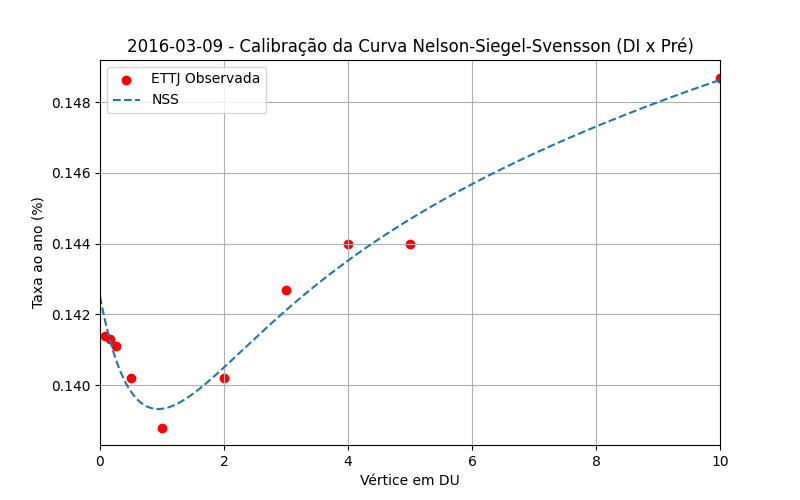 2016-03-09 - Calibração da Curva Nelson-Siegel-Svensson (DI x Pré)
ETTJ Observada
NSS
0.148
0.146
0.144
0.142
0.140
Taxa ao ano (%)
0 2 4 6 8 10
Vértice em DU